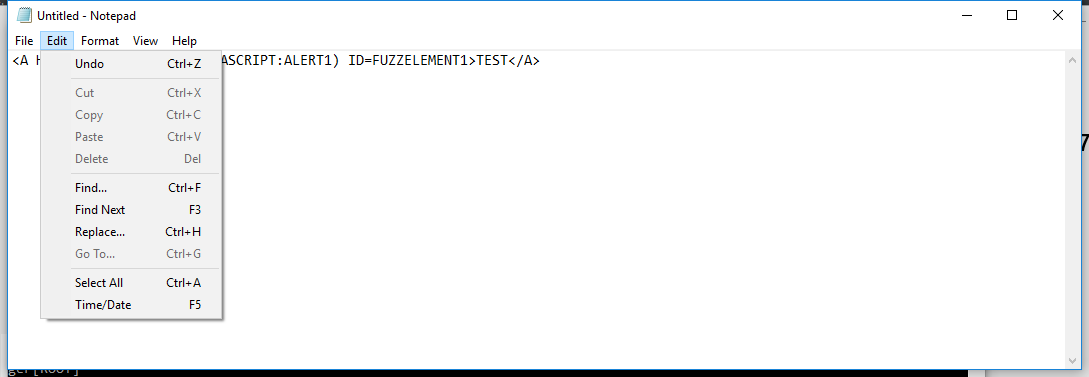 Untitled - Notepad
File Edit Format View Help
<A H ASCRIPT:ALERT1) ID=FUZZELEMENT1>TEST</A>
Undo Ctrl+Z
Cut Ctrl+X
Copy Ctrl+C
Paste Ctrl+V
Delete Del
Find... Ctrl+F
Find Next F3
Replace... Ctrl+H
Go To... Ctrl+G
Select All Ctrl+A
Time/Date F5
7